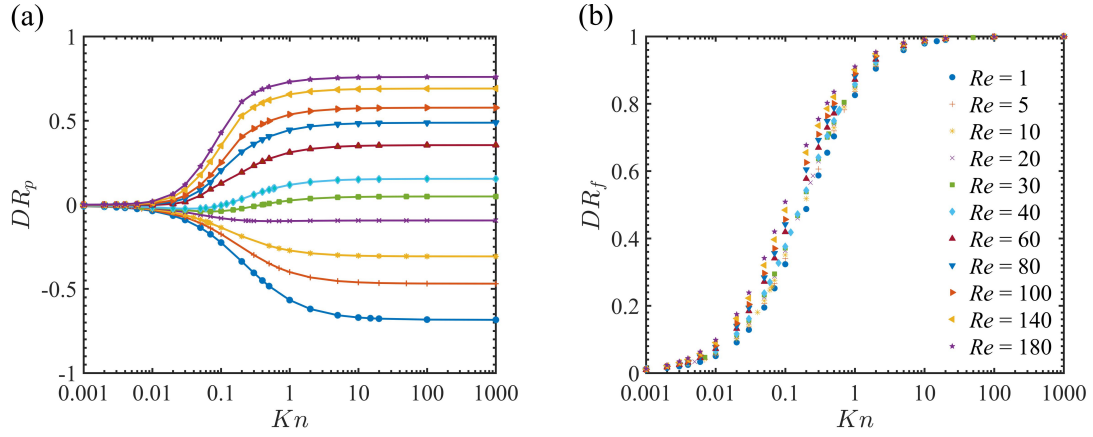 (a)
1
0.5
0
-0.5
-1
DR_p
0.001 0.01 0.1 1 10 100 1000
Kn
(b)
1
0.8
0.6
0.4
0.2
0
DR_f
0.001 0.01 0.1 1 10 100 1000
Kn
Re = 1
Re = 5
Re = 10
Re = 20
Re = 30
Re = 40
Re = 60
Re = 80
Re = 100
Re = 140
Re = 180